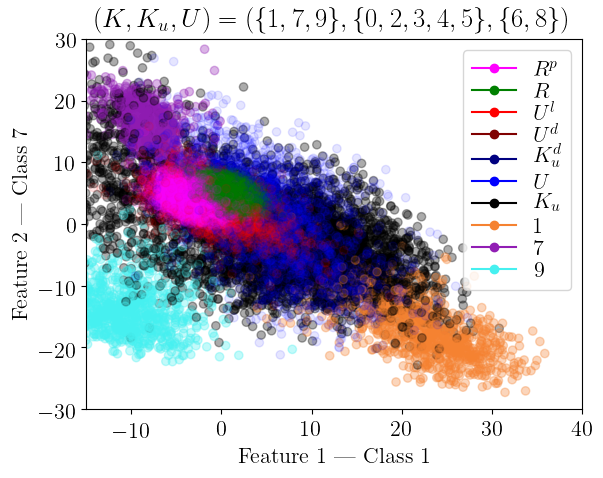 (K, K_u, U) = ({1, 7, 9}, {0, 2, 3, 4, 5}, {6, 8})
30
20
10
0
−10
−20
−30
Feature 2 — Class 7
R^p
R
U^l
U^d
K_u^d
U
K_u
1
7
9
−10
0
10
20
30
40
Feature 1 — Class 1